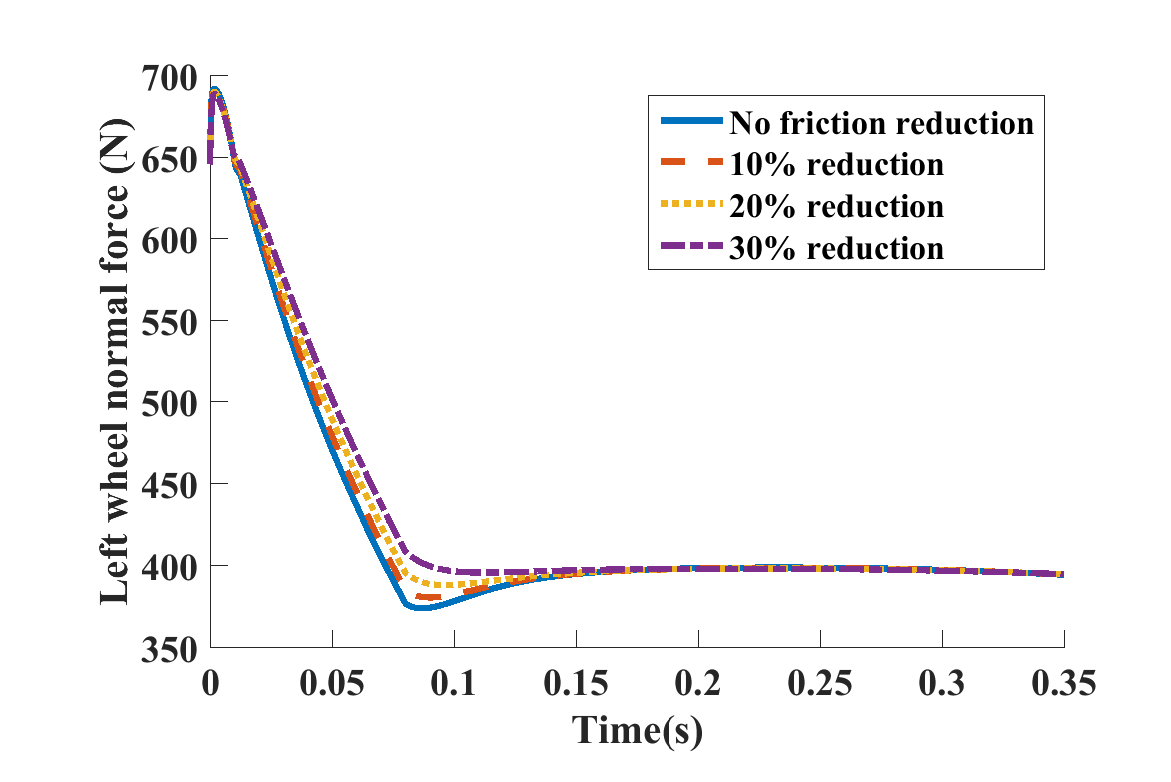 700
650
600
550
500
450
400
350
Left wheel normal force (N)
No friction reduction
10% reduction
20% reduction
30% reduction
0 0.05 0.1 0.15 0.2 0.25 0.3 0.35
Time(s)